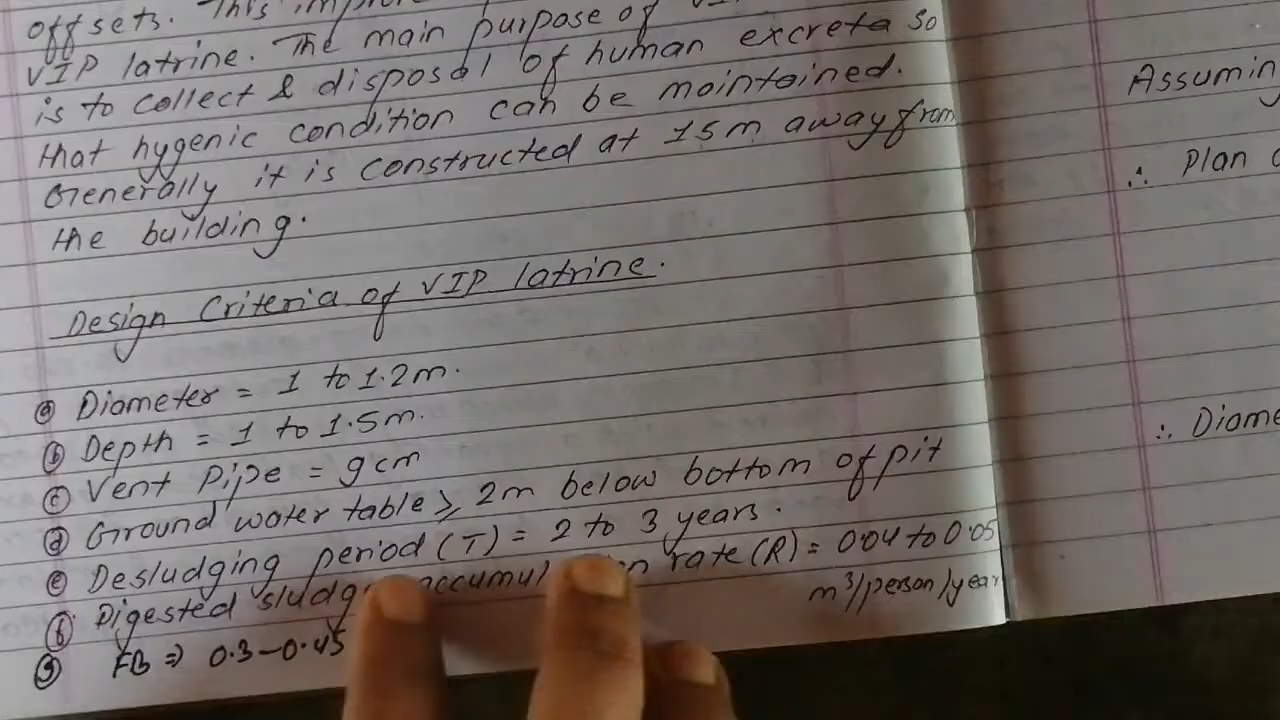 offsets. This
VIP latrine. The main purpose of
is to collect & disposal of human excreta so
that hygenic condition can be maintained.
Generally it is constructed at 15m away from
the building.
Design Criteria of VIP latrine.
ⓐ Diameter = 1 to 1.2m.
ⓑ Depth = 1 to 1.5m.
ⓒ Vent Pipe = 9cm
ⓓ Ground water table ≥ 2m below bottom of pit
ⓔ Desludging period (T) = 2 to 3 years.
ⓕ Digested rate (R) = 0.04 to 0.05
m³/person/year
ⓖ FB ⇒ 0.3-0.45
Assumin
∴ Plan
∴ Diame